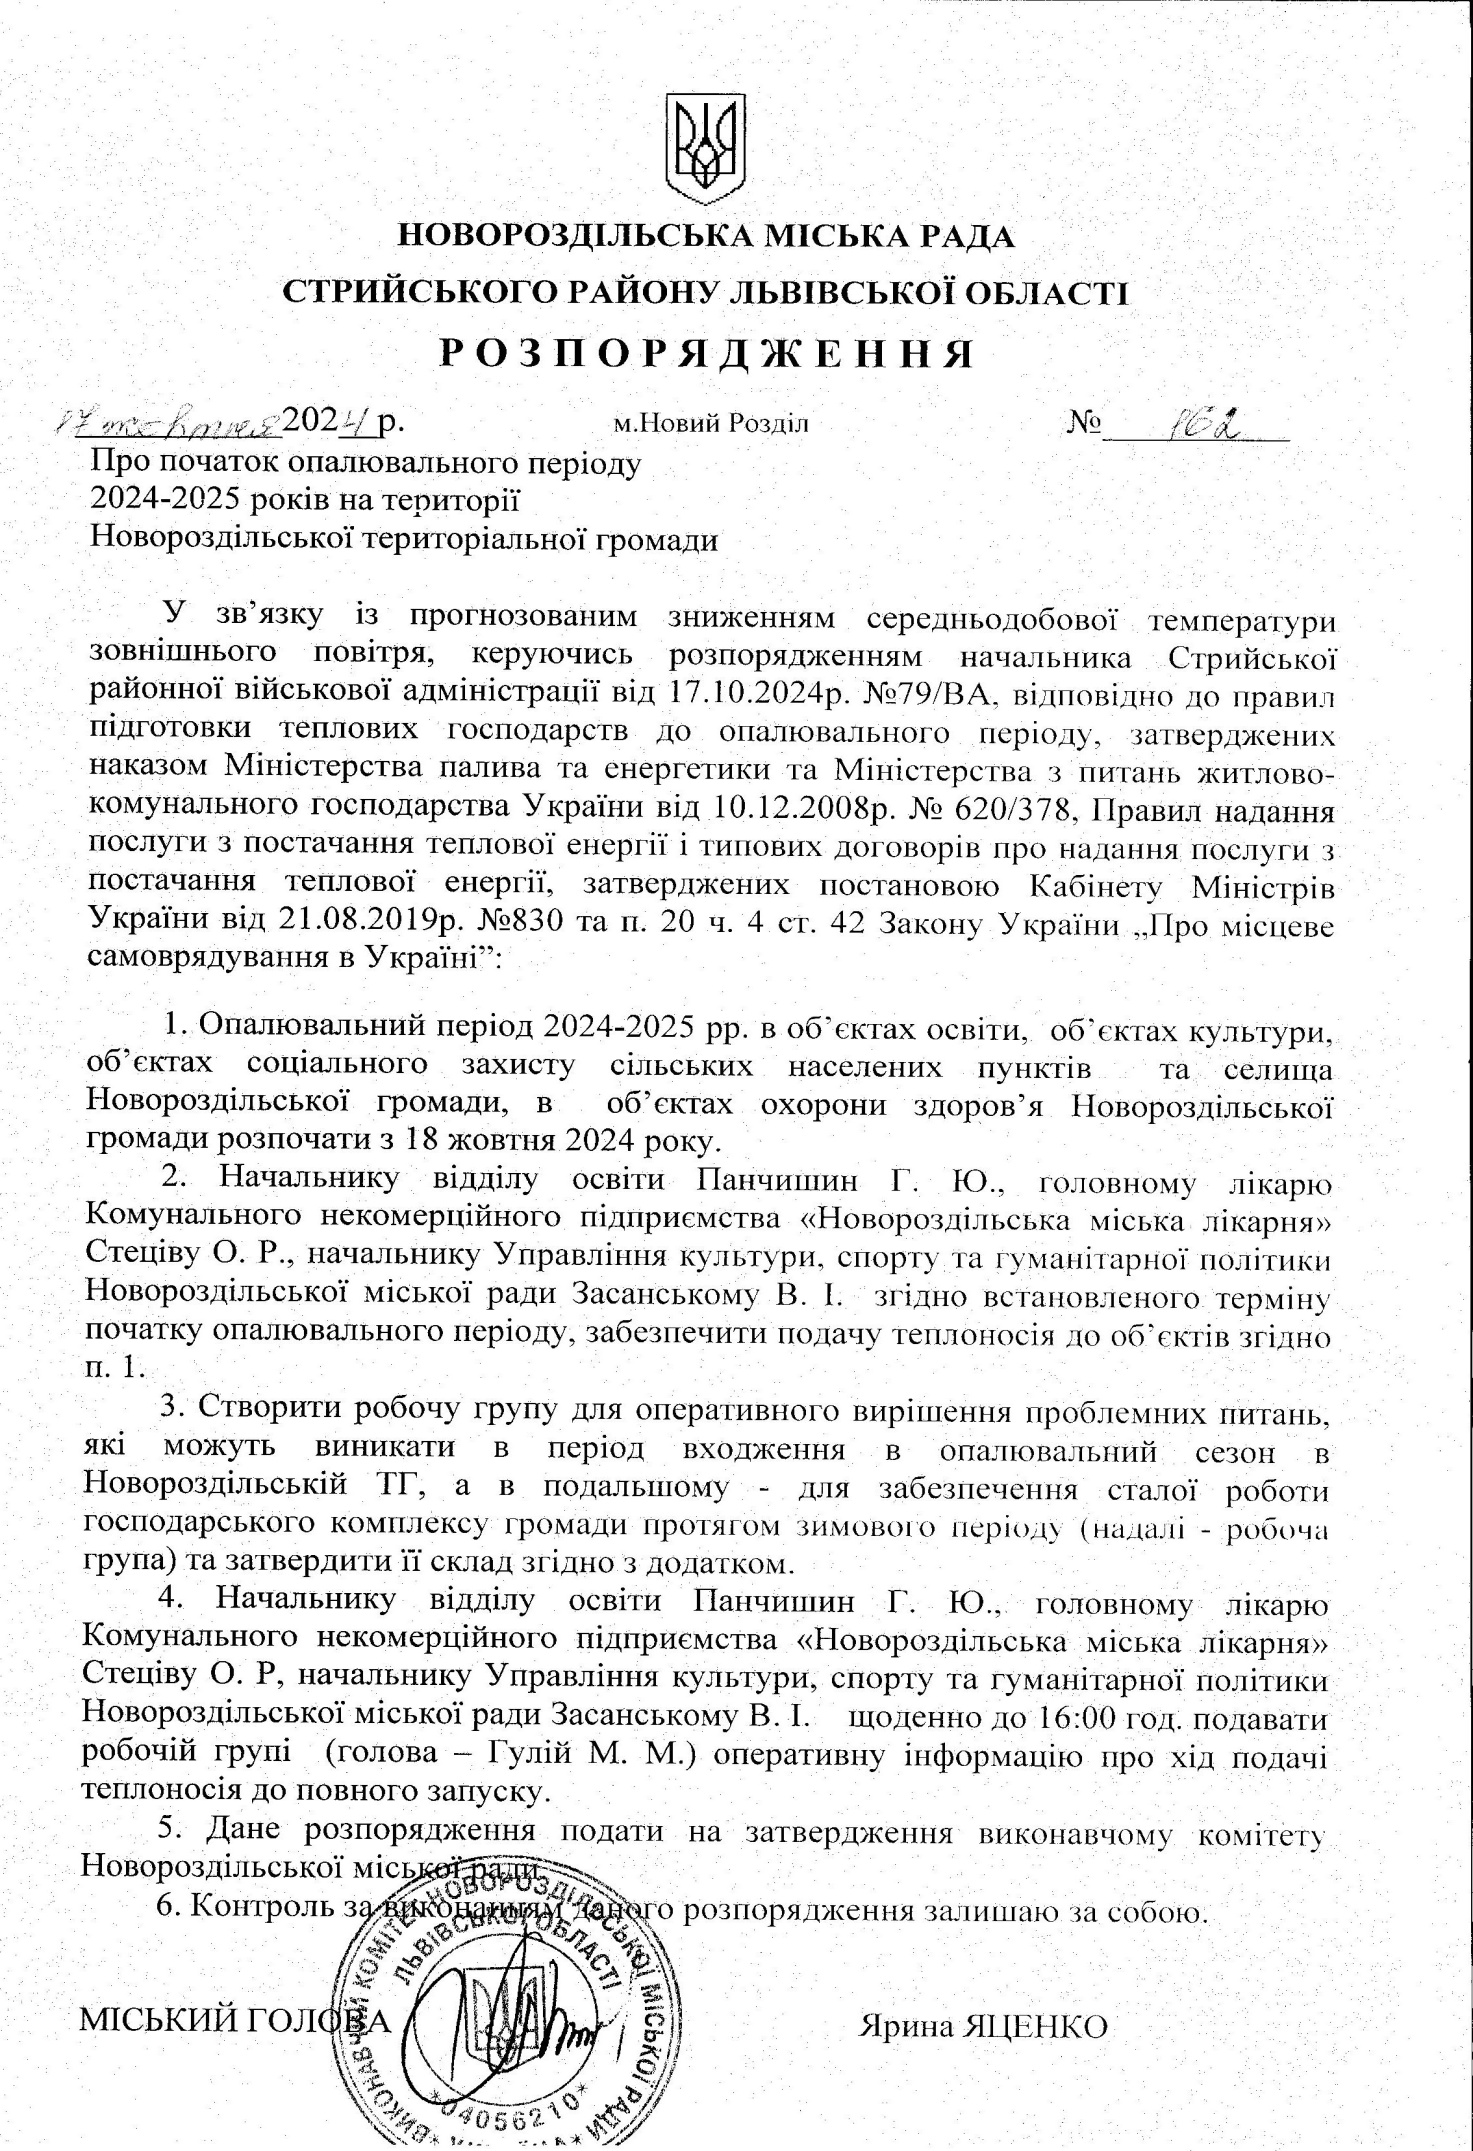 НОВОРОЗДІЛЬСЬКА МІСЬКА РАДА
СТРИЙСЬКОГО РАЙОНУ ЛЬВІВСЬКОЇ ОБЛАСТІ
Р О З П О Р Я Д Ж Е Н Н Я
17 жовтня 2024 р. м.Новий Розділ № 162
Про початок опалювального періоду
2024-2025 років на території
Новороздільської територіальної громади
У зв’язку із прогнозованим зниженням середньодобової температури
зовнішнього повітря, керуючись розпорядженням начальника Стрийської
районної військової адміністрації від 17.10.2024р. №79/ВА, відповідно до правил
підготовки теплових господарств до опалювального періоду, затверджених
наказом Міністерства палива та енергетики та Міністерства з питань житлово-
комунального господарства України від 10.12.2008р. № 620/378, Правил надання
послуги з постачання теплової енергії і типових договорів про надання послуги з
постачання теплової енергії, затверджених постановою Кабінету Міністрів
України від 21.08.2019р. №830 та п. 20 ч. 4 ст. 42 Закону України „Про місцеве
самоврядування в Україні”:
1. Опалювальний період 2024-2025 рр. в об’єктах освіти, об’єктах культури,
об’єктах соціального захисту сільських населених пунктів та селища
Новороздільської громади, в об’єктах охорони здоров’я Новороздільської
громади розпочати з 18 жовтня 2024 року.
2. Начальнику відділу освіти Панчишин Г. Ю., головному лікарю
Комунального некомерційного підприємства «Новороздільська міська лікарня»
Стеціву О. Р., начальнику Управління культури, спорту та гуманітарної політики
Новороздільської міської ради Засанському В. І. згідно встановленого терміну
початку опалювального періоду, забезпечити подачу теплоносія до об’єктів згідно
п. 1.
3. Створити робочу групу для оперативного вирішення проблемних питань,
які можуть виникати в період входження в опалювальний сезон в
Новороздільській ТГ, а в подальшому - для забезпечення сталої роботи
господарського комплексу громади протягом зимового періоду (надалі - робоча
група) та затвердити її склад згідно з додатком.
4. Начальнику відділу освіти Панчишин Г. Ю., головному лікарю
Комунального некомерційного підприємства «Новороздільська міська лікарня»
Стеціву О. Р, начальнику Управління культури, спорту та гуманітарної політики
Новороздільської міської ради Засанському В. І. щоденно до 16:00 год. подавати
робочій групі (голова – Гулій М. М.) оперативну інформацію про хід подачі
теплоносія до повного запуску.
5. Дане розпорядження подати на затвердження виконавчому комітету
Новороздільської міської ради.
6. Контроль за виконанням даного розпорядження залишаю за собою.
МІСЬКИЙ ГОЛОВА Ярина ЯЦЕНКО
ВИКОНАВЧИЙ КОМІТЕТ НОВОРОЗДІЛЬСЬКОЇ МІСЬКОЇ РАДИ
ЛЬВІВСЬКОЇ ОБЛАСТІ
*04056210*